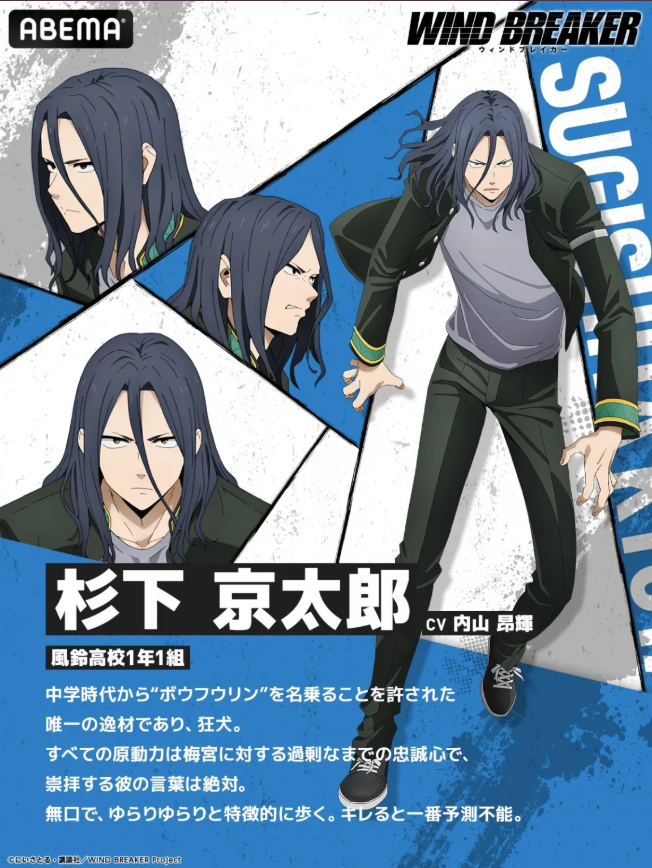 ABEMA
WIND BREAKER
ウィンドブレイカー
杉下 京太郎
CV 内山 昂輝
風鈴高校1年1組
中学時代から“ボウフウリン”を名乗ることを許された
唯一の逸材であり、狂犬。
すべての原動力は梅宮に対する過剰なまでの忠誠心で、
崇拝する彼の言葉は絶対。
無口で、ゆらりゆらりと特徴的に歩く。キレると一番予測不能。
©にいさとる・講談社／WIND BREAKER Project